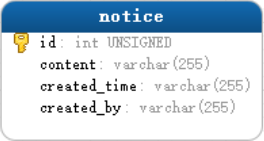 notice
id: int UNSIGNED
content: varchar(255)
created_time: varchar(255)
created_by: varchar(255)